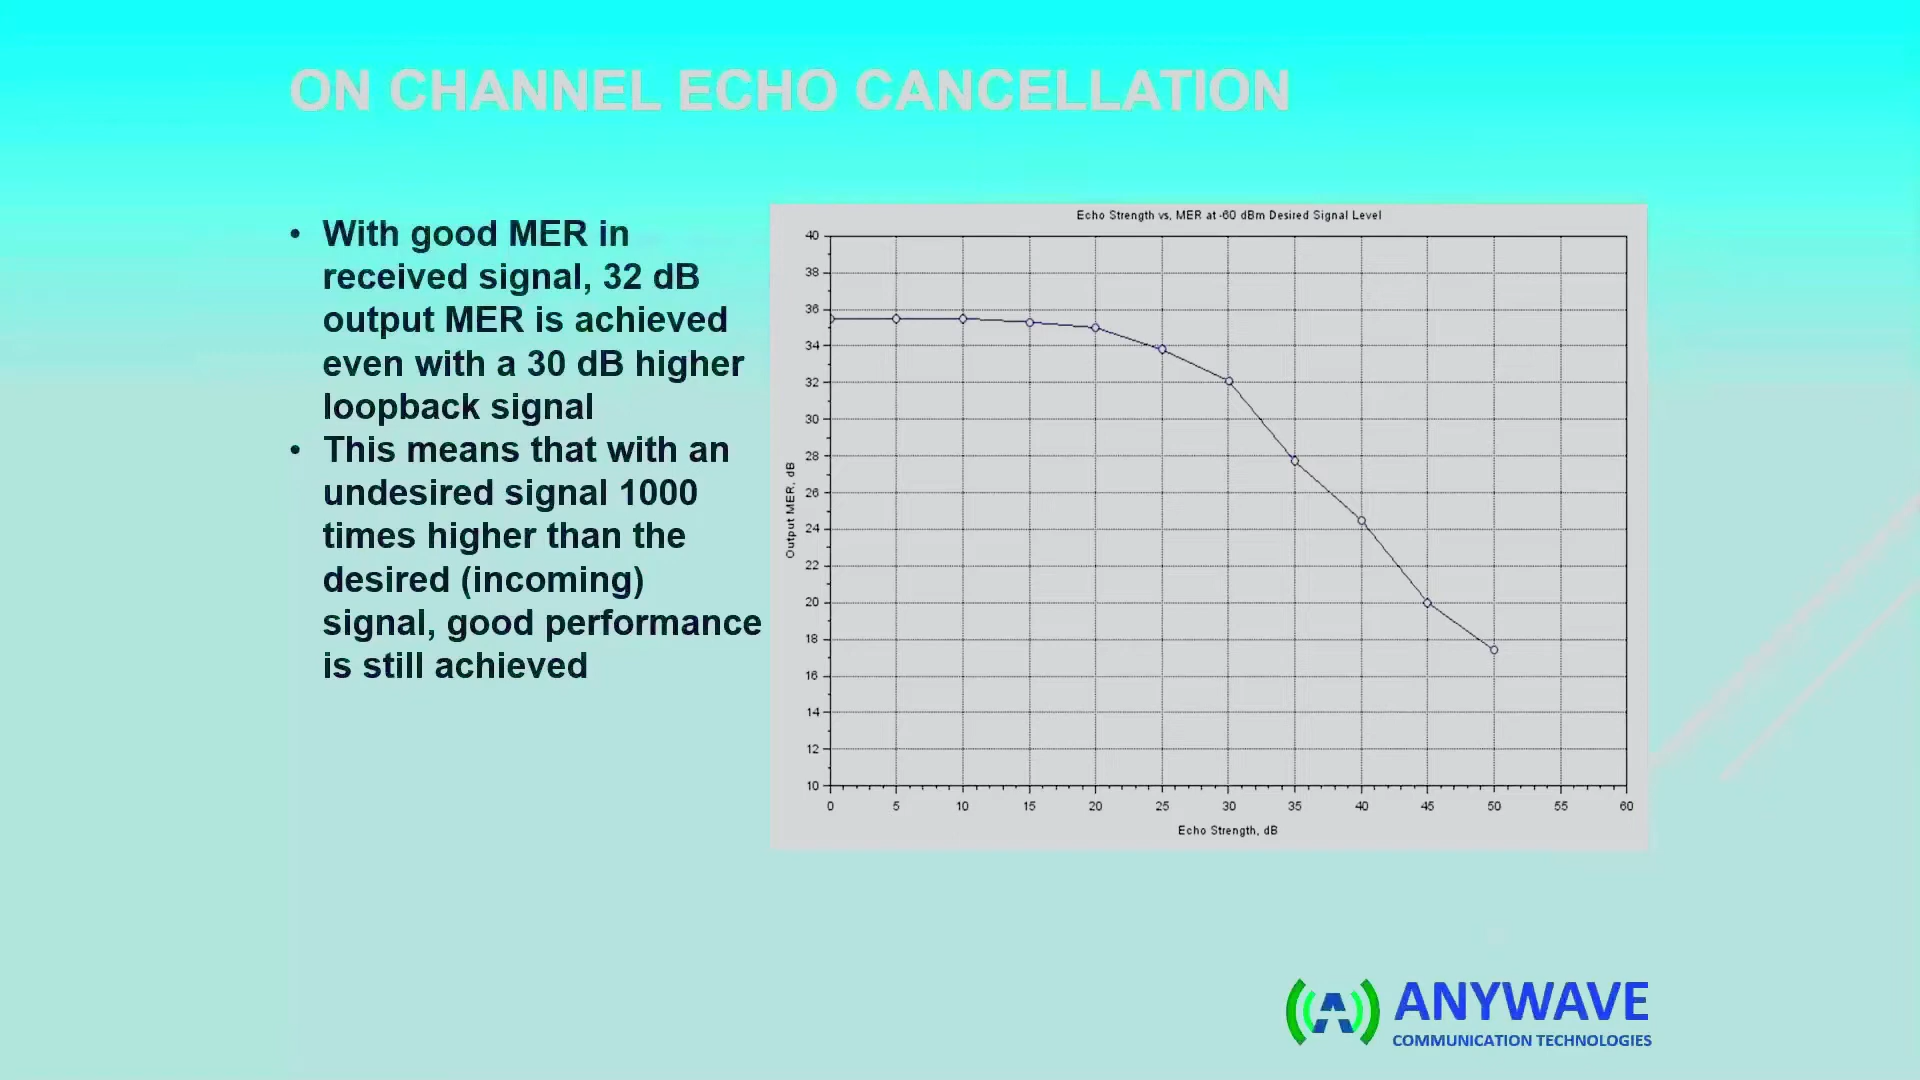 ON CHANNEL ECHO CANCELLATION
• With good MER in
received signal, 32 dB
output MER is achieved
even with a 30 dB higher
loopback signal
• This means that with an
undesired signal 1000
times higher than the
desired (incoming)
signal, good performance
is still achieved
Echo Strength vs, MER at -60 dBm Desired Signal Level
Output MER, dB
40
38
36
34
32
30
28
26
24
22
20
18
16
14
12
10
0 5 10 15 20 25 30 35 40 45 50 55 60
Echo Strength, dB
ANYWAVE
COMMUNICATION TECHNOLOGIES